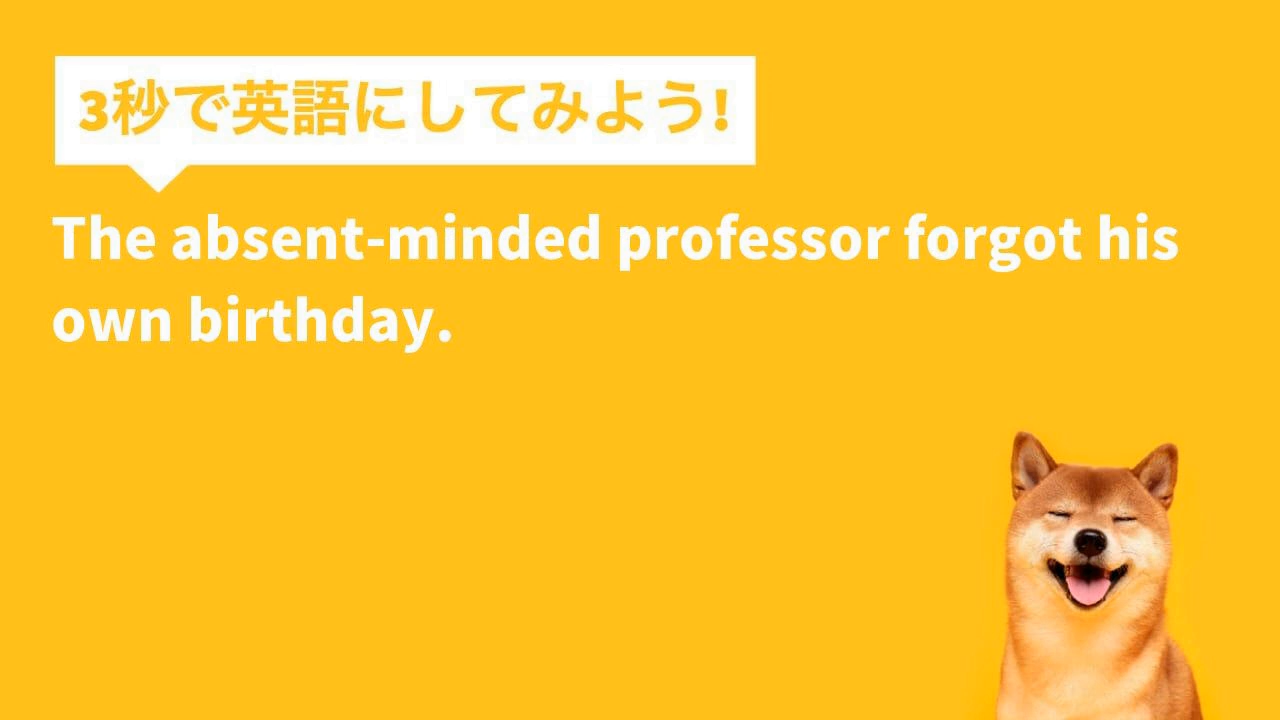 3秒で英語にしてみよう!
The absent-minded professor forgot his
own birthday.